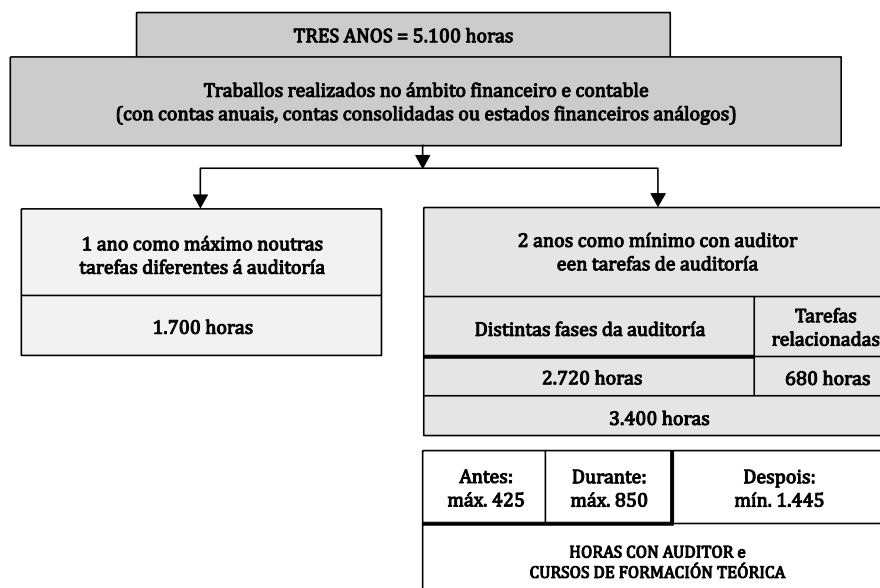 TRES ANOS = 5.100 horas
Traballos realizados no ámbito financeiro e contable
(con contas anuais, contas consolidadas ou estados financeiros análogos)
1 ano como máximo noutras
tarefas diferentes á auditoría
1.700 horas
2 anos como mínimo con auditor
een tarefas de auditoría
Distintas fases da auditoría
Tarefas
relacionadas
2.720 horas
680 horas
3.400 horas
Antes:
máx. 425
Durante:
máx. 850
Despois:
mín. 1.445
HORAS CON AUDITOR e
CURSOS DE FORMACIÓN TEÓRICA